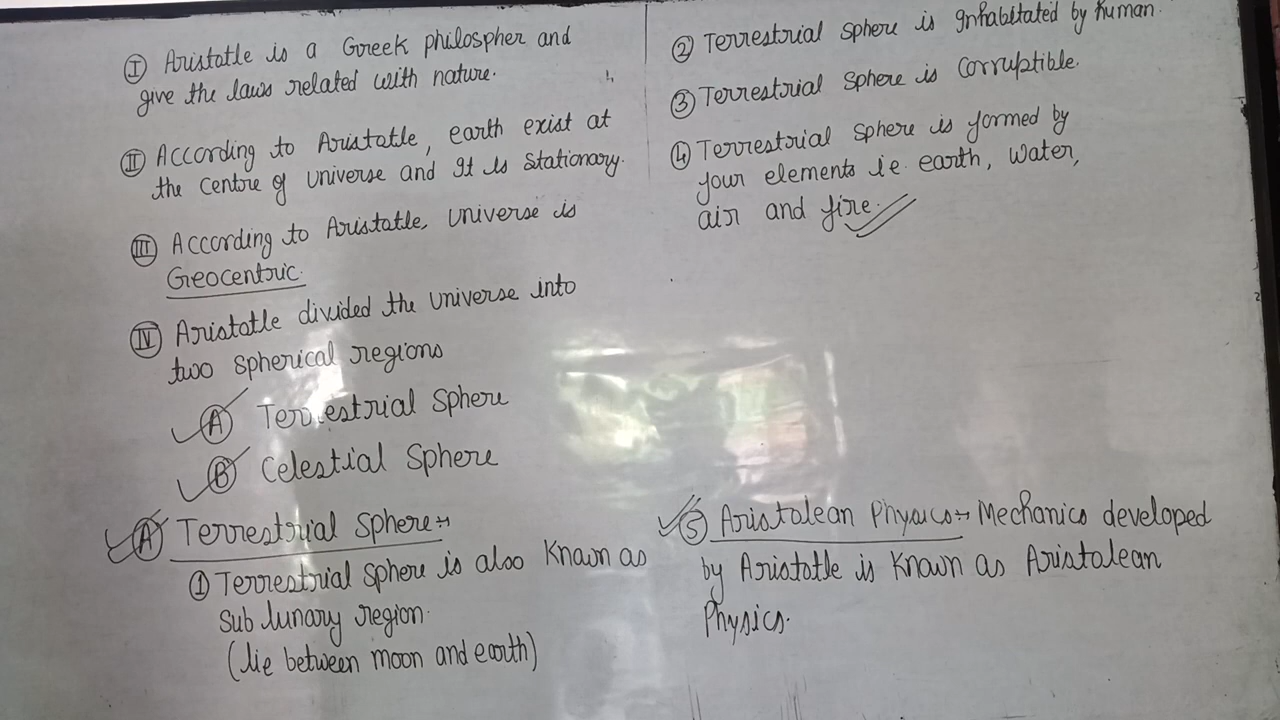 I Aristotle is a Greek philospher and
give the laws related with nature.
II According to Aristotle, earth exist at
the Centre of universe and It is Stationary.
III According to Aristotle, universe is
Geocentric.
IV Aristotle divided the universe into
two spherical regions
A Terrestrial Sphere
B Celestial Sphere
A Terrestrial Sphere:-
1 Terrestrial sphere is also Known as
sub lunary region.
(lie between moon and earth)
2 Terrestrial sphere is Inhabitated by human.
3 Terrestrial Sphere is Corruptible.
4 Terrestrial Sphere is formed by
four elements i.e. earth, water,
air and fire.
5 Aristolean Physics:- Mechanics developed
by Aristotle is Known as Aristolean
Physics.